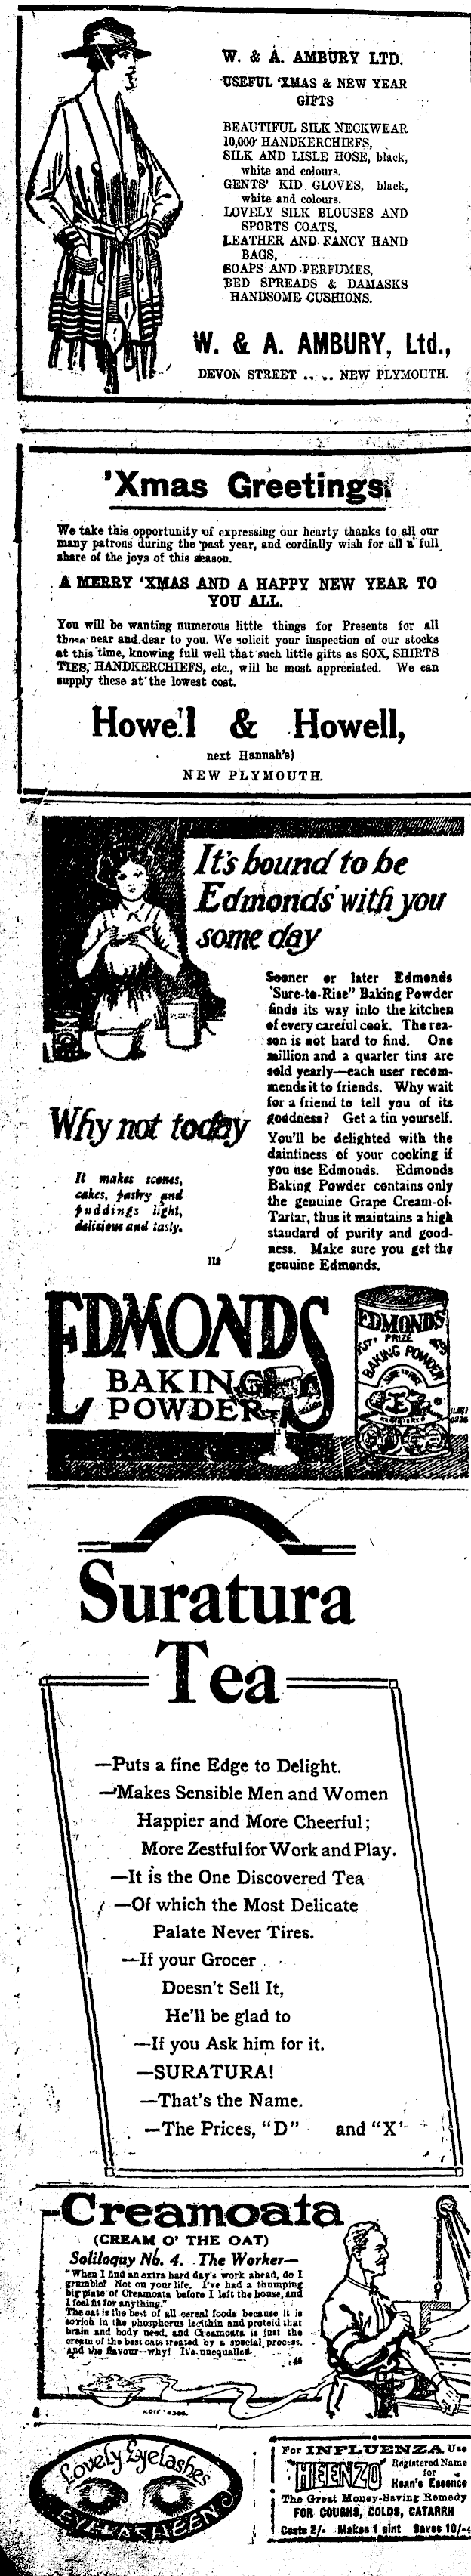 W. & A. AMBURY LTD.
USEFUL 'XMAS & NEW YEAR
GIFTS
BEAUTIFUL SILK NECKWEAR
10,000 HANDKERCHIEFS,
SILK AND LISLE HOSE, black,
white and colours.
GENTS' KID GLOVES, black,
white and colours.
LOVELY SILK BLOUSES AND
SPORTS COATS,
LEATHER AND FANCY HAND
BAGS, ......
SOAPS AND PERFUMES,
BED SPREADS & DAMASKS
HANDSOME CUSHIONS.
W. & A. AMBURY, Ltd.,
DEVON STREET .. .. NEW PLYMOUTH.
'Xmas Greetings.
We take this opportunity of expressing our hearty thanks to all our
many patrons during the past year, and cordially wish for all a full
share of the joys of this season.
A MERRY 'XMAS AND A HAPPY NEW YEAR TO
YOU ALL.
You will be wanting numerous little things for Presents for all
those near and dear to you. We solicit your inspection of our stocks
at this time, knowing full well that such little gifts as SOX, SHIRTS
TIES, HANDKERCHIEFS, etc., will be most appreciated. We can
supply these at the lowest cost.
Howell & Howell,
next Hannah's)
NEW PLYMOUTH.
It's bound to be
Edmonds' with you
some day
Sooner or later Edmonds
'Sure-to-Rise" Baking Powder
finds its way into the kitchen
of every careful cook. The rea-
son is not hard to find. One
million and a quarter tins are
sold yearly—each user recom-
mends it to friends. Why wait
for a friend to tell you of its
goodness? Get a tin yourself.
You'll be delighted with the
daintiness of your cooking if
you use Edmonds. Edmonds
Baking Powder contains only
the genuine Grape Cream-of-
Tartar, thus it maintains a high
standard of purity and good-
ness. Make sure you get the
genuine Edmonds.
Why not today
It makes scones,
cakes, pastry and
puddings light,
delicious and tasty.
112
EDMONDS
BAKING
POWDER
EDMONDS
PRIZE
BAKING POWDER
Suratura
Tea
—Puts a fine Edge to Delight.
—Makes Sensible Men and Women
Happier and More Cheerful;
More Zestful for Work and Play.
—It is the One Discovered Tea
—Of which the Most Delicate
Palate Never Tires.
—If your Grocer
Doesn't Sell It,
He'll be glad to
—If you Ask him for it.
—SURATURA!
—That's the Name,
—The Prices, "D" and "X"
Creamoata
(CREAM O' THE OAT)
Soliloquy No. 4. The Worker—
"When I find an extra hard day's work ahead, do I
grumble? Not on your life. I've had a thumping
big plate of Creamoata before I left the house, and
I feel fit for anything."
The oat is the best of all cereal foods because it is
so rich in the phosphorus lecithin and proteid that
brain and body need, and Creamoata is just the
cream of the best oats treated by a special process.
And the flavour—why! It's unequalled.
Lovely Eyelashes
EYELASHEEN
For INFLUENZA Use
HEENZO
Registered Name
for
Hean's Essence
The Great Money-Saving Remedy
FOR COUGHS, COLDS, CATARRH
Costs 2/- Makes 1 pint Saves 10/-